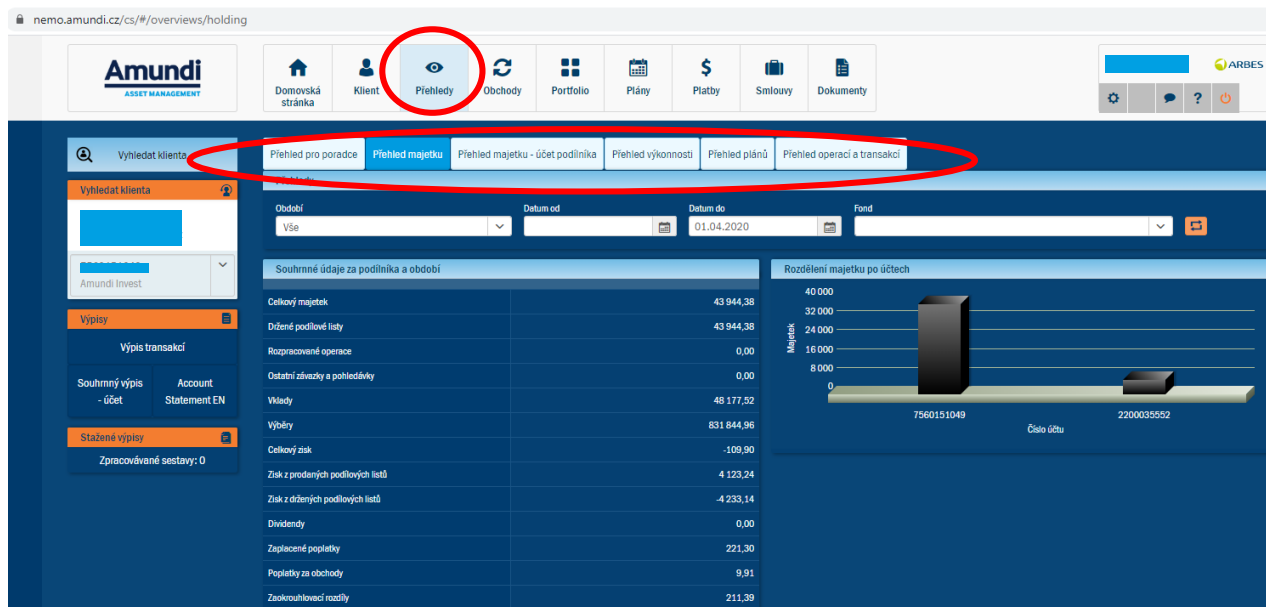 nemo.amundi.cz/cs/#/overviews/holding
Amundi
ASSET MANAGEMENT
Domovská
stránka
Klient
Přehledy
Obchody
Portfolio
Plány
Platby
Smlouvy
Dokumenty
ARBES
?
Vyhledat klienta
Přehled pro poradce
Přehled majetku
Přehled majetku - účet podílníka
Přehled výkonnosti
Přehled plánů
Přehled operací a transakcí
Přehledy
Vyhledat klienta
Období
Datum od
Datum do
Fond
Vše
01.04.2020
Amundi Invest
Výpisy
Výpis transakcí
Souhrnný výpis
- účet
Account
Statement EN
Stažené výpisy
Zpracovávané sestavy: 0
Souhrnné údaje za podílníka a období
Celkový majetek 43 944,38
Držené podílové listy 43 944,38
Rozpracované operace 0,00
Ostatní závazky a pohledávky 0,00
Vklady 48 177,52
Výběry 831 844,96
Celkový zisk -109,90
Zisk z prodaných podílových listů 4 123,24
Zisk z držených podílových listů -4 233,14
Dividendy 0,00
Zaplacené poplatky 221,30
Poplatky za obchody 9,91
Zaokrouhlovací rozdíly 211,39
Rozdělení majetku po účtech
Majetek
40 000
32 000
24 000
16 000
8 000
0
7560151049
2200035552
Číslo účtu